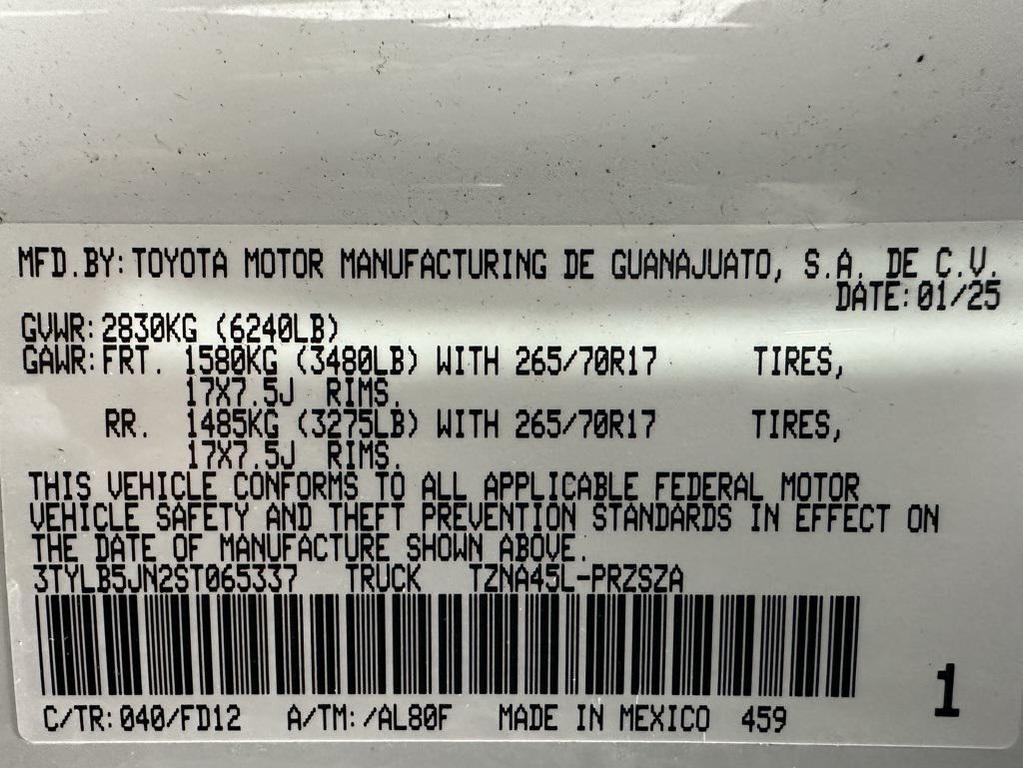 MFD.BY:TOYOTA MOTOR MANUFACTURING DE GUANAJUATO, S.A. DE C.V.
DATE:01/25
GVWR:2830KG (6240LB)
GAWR:FRT. 1580KG (3480LB) WITH 265/70R17 TIRES,
17X7.5J RIMS.
RR. 1485KG (3275LB) WITH 265/70R17 TIRES,
17X7.5J RIMS.
THIS VEHICLE CONFORMS TO ALL APPLICABLE FEDERAL MOTOR
VEHICLE SAFETY AND THEFT PREVENTION STANDARDS IN EFFECT ON
THE DATE OF MANUFACTURE SHOWN ABOVE.
3TYLB5JN2ST065337 TRUCK TZNA45L-PRZSZA
1
C/TR:040/FD12 A/TM:/AL80F MADE IN MEXICO 459